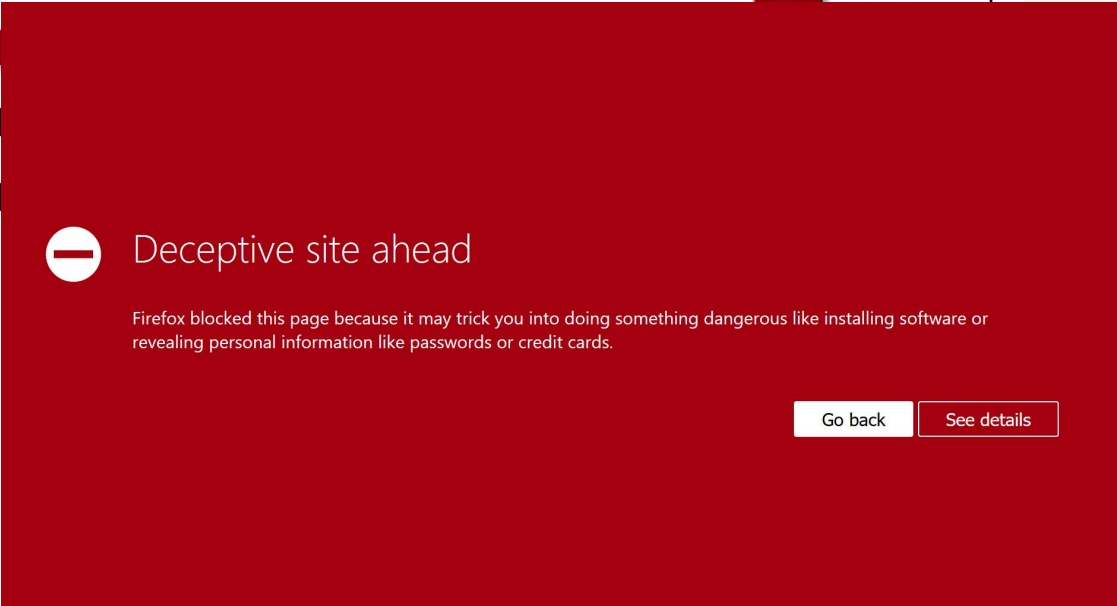 Deceptive site ahead
Firefox blocked this page because it may trick you into doing something dangerous like installing software or
revealing personal information like passwords or credit cards.
Go back See details